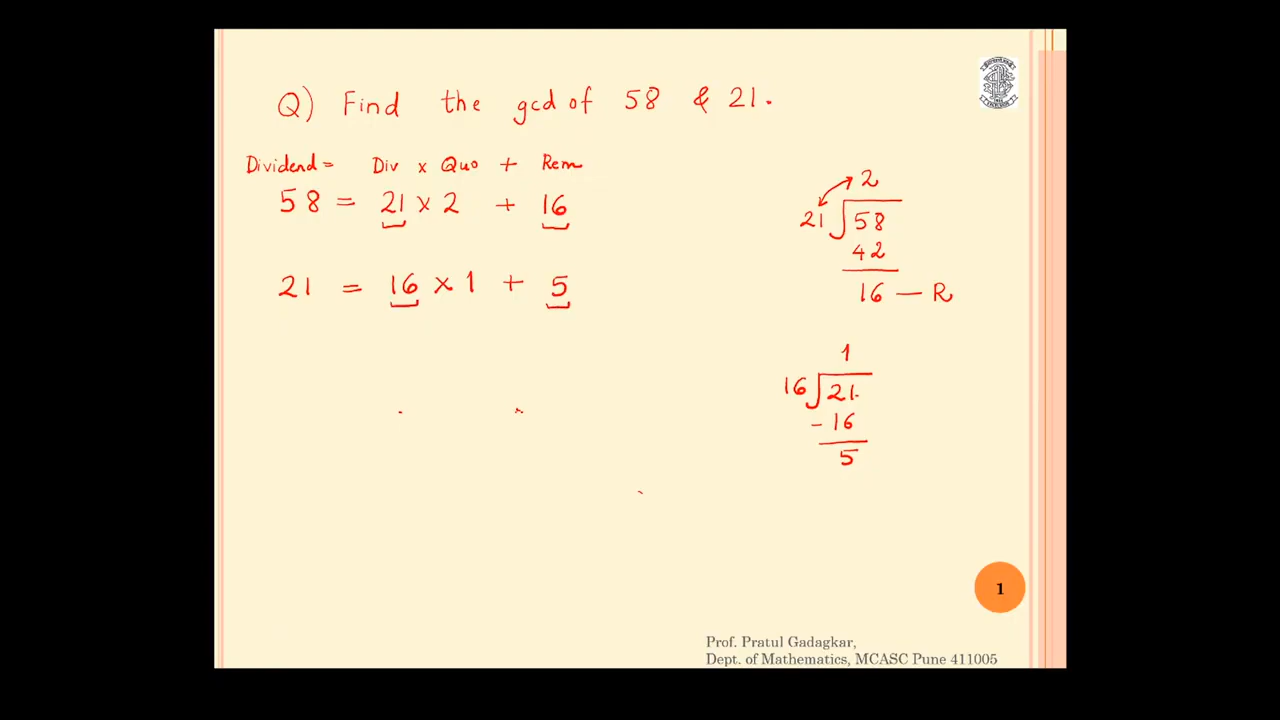 Q) Find the gcd of 58 & 21.
Dividend = Div x Quo + Rem
58 = 21 x 2 + 16
21 = 16 x 1 + 5
2
21 58
42
16 — R
1
16 21
- 16
5
1
Prof. Pratul Gadagkar,
Dept. of Mathematics, MCASC Pune 411005